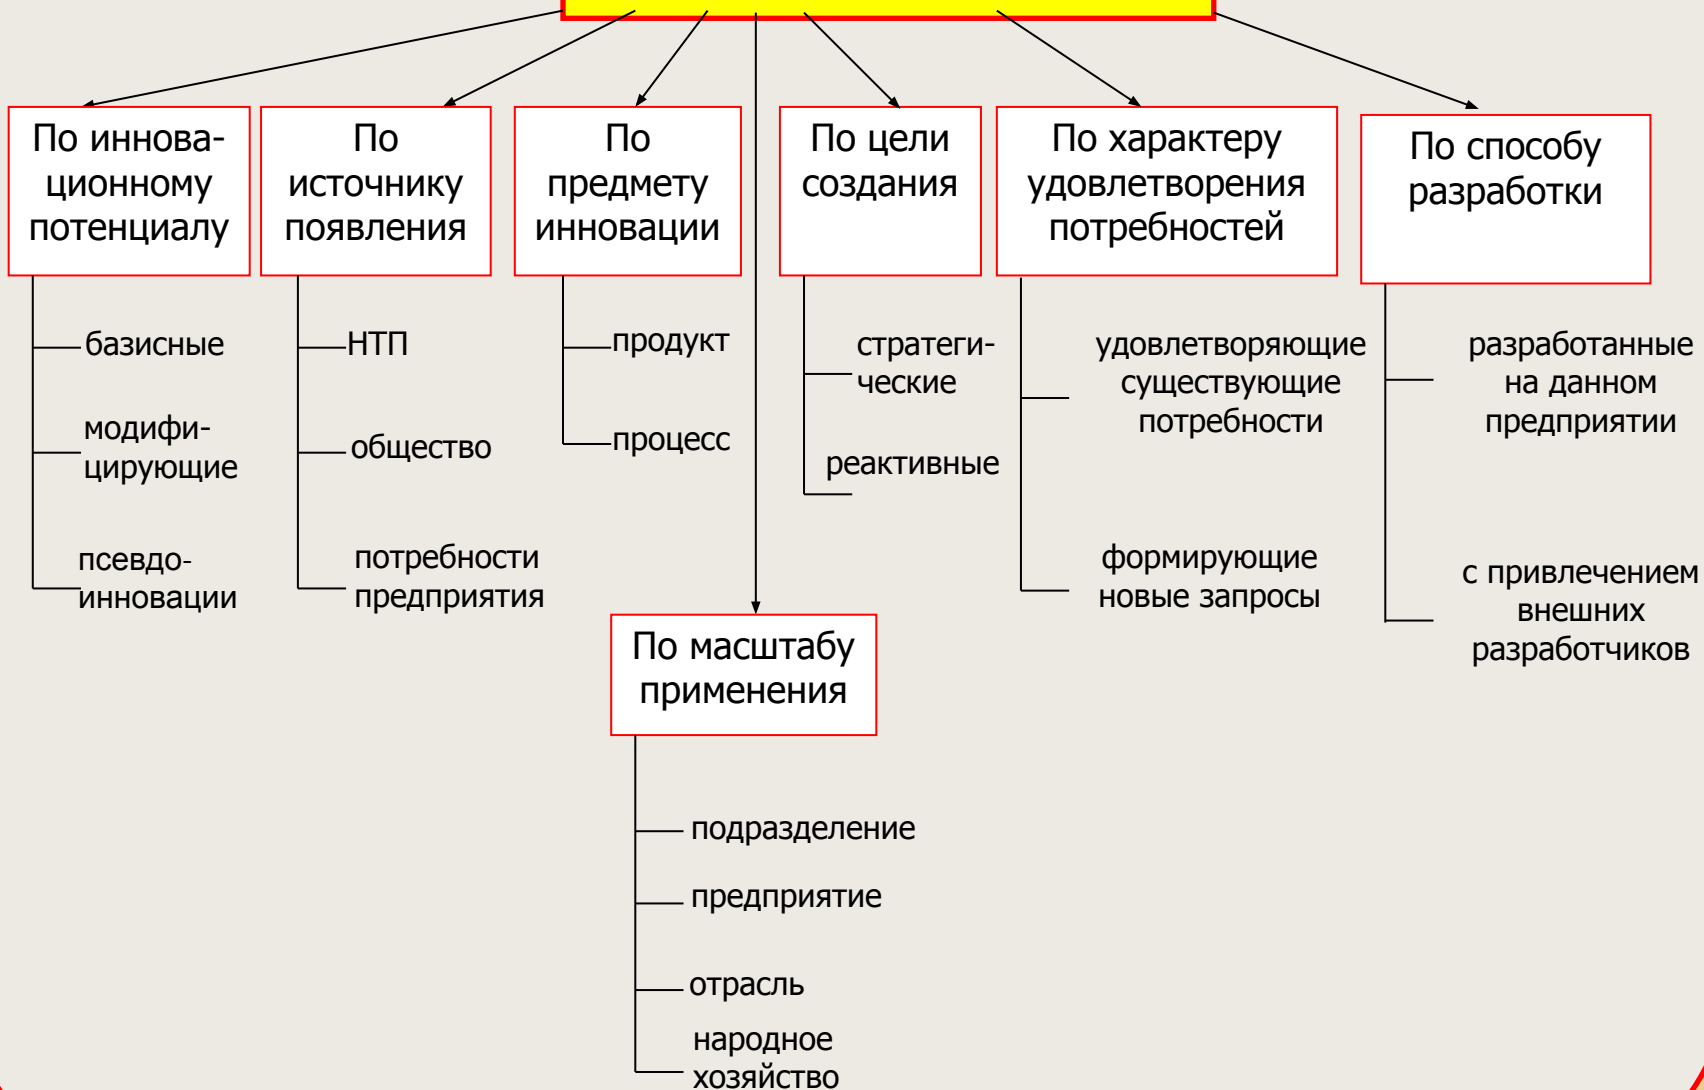 По иннова-
ционному
потенциалу
базисные
модифи-
цирующие
псевдо-
инновации
По
источнику
появления
НТП
общество
потребности
предприятия
По
предмету
инновации
продукт
процесс
По масштабу
применения
подразделение
предприятие
отрасль
народное
хозяйство
По цели
создания
стратеги-
ческие
реактивные
По характеру
удовлетворения
потребностей
удовлетворяющие
существующие
потребности
формирующие
новые запросы
По способу
разработки
разработанные
на данном
предприятии
с привлечением
внешних
разработчиков